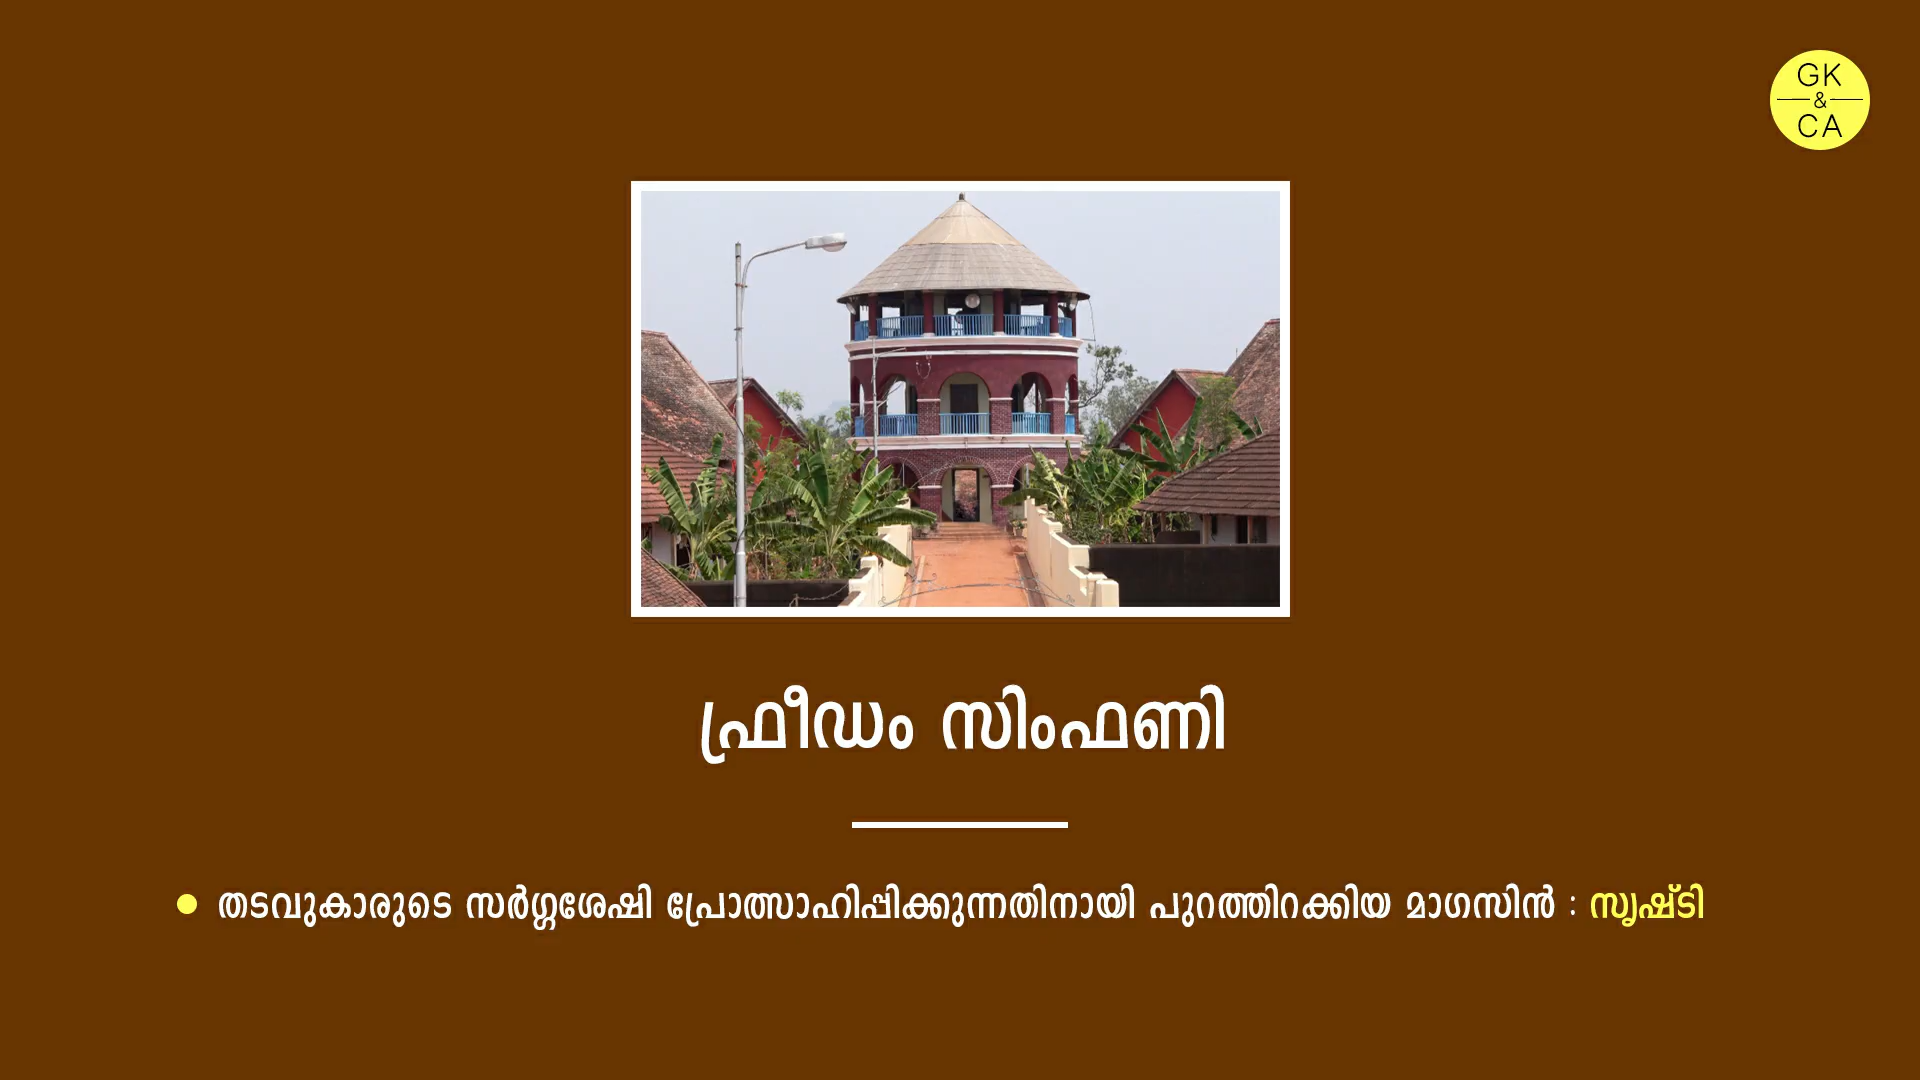 GK
&
CA
ഫ്രീഡം സിംഫണി
തടവുകാരുടെ സർഗ്ഗശേഷി പ്രോത്സാഹിപ്പിക്കുന്നതിനായി പുറത്തിറക്കിയ മാഗസിൻ : സൃഷ്ടി